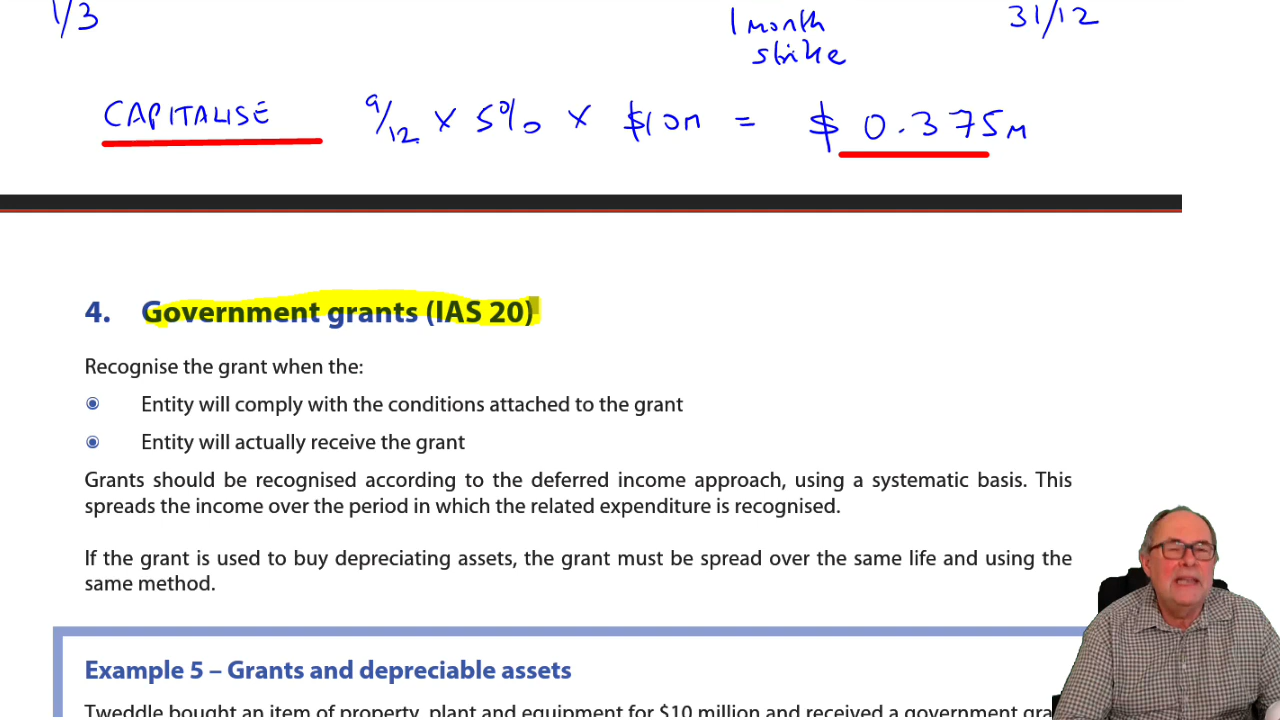 1/3
1 month
strike
31/12
CAPITALISE 9/12 × 5% × $10M = $ 0.375M
4. Government grants (IAS 20)
Recognise the grant when the:
Entity will comply with the conditions attached to the grant
Entity will actually receive the grant
Grants should be recognised according to the deferred income approach, using a systematic basis. This
spreads the income over the period in which the related expenditure is recognised.
If the grant is used to buy depreciating assets, the grant must be spread over the same life and using the
same method.
Example 5 – Grants and depreciable assets
Tweddle bought an item of property, plant and equipment for $10 million and received a government gra